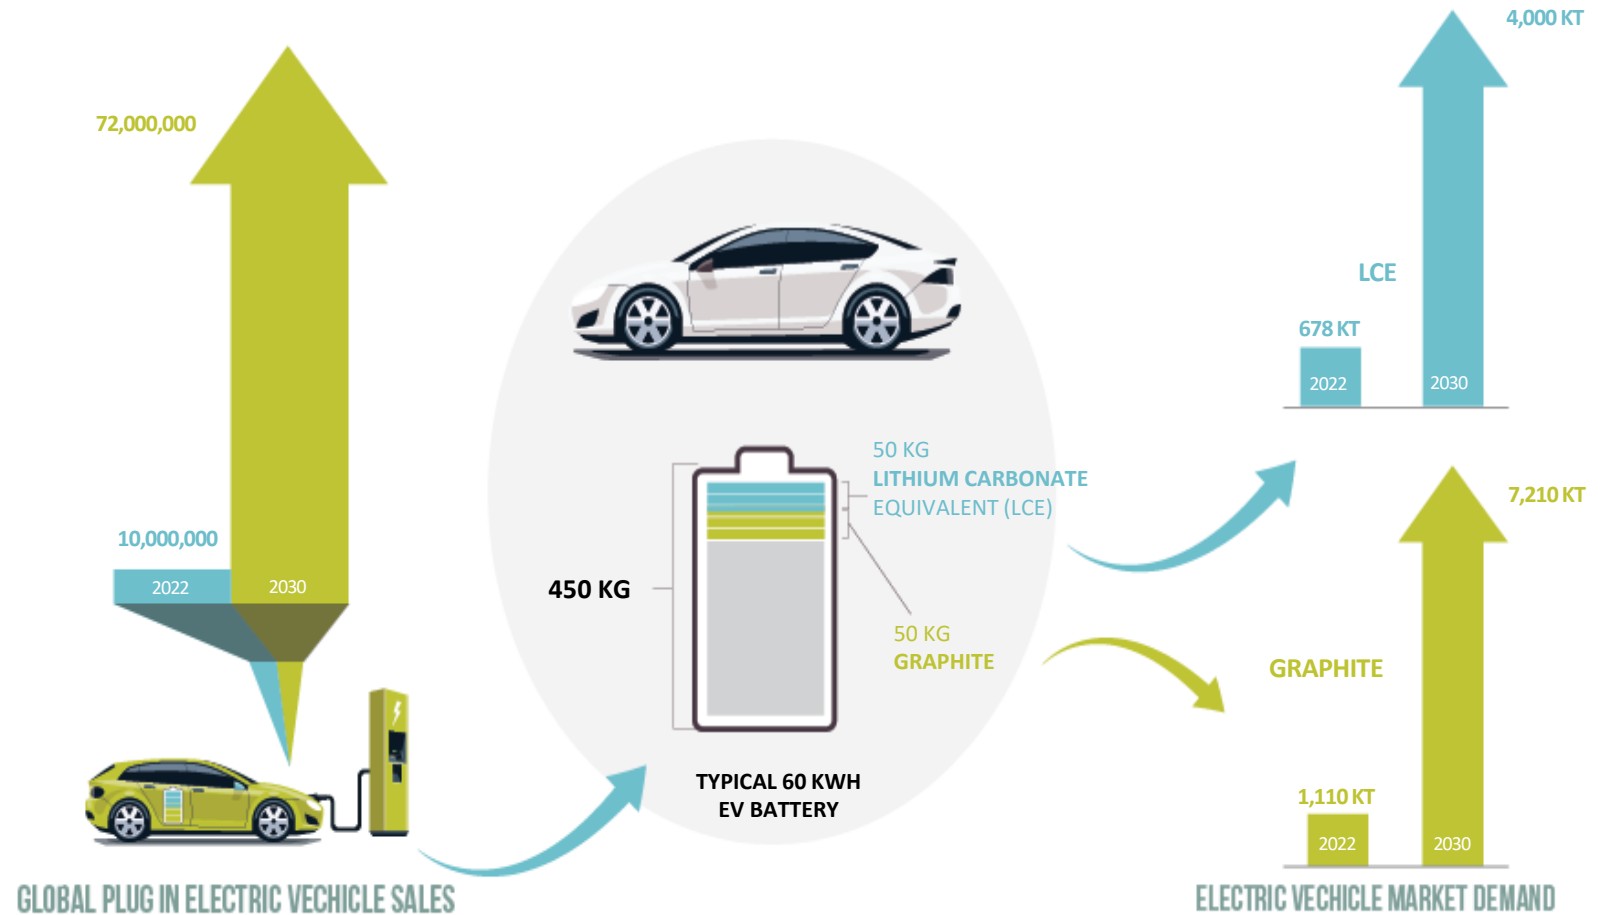 72,000,000
10,000,000
2022
2030
GLOBAL PLUG IN ELECTRIC VECHICLE SALES
450 KG
50 KG
LITHIUM CARBONATE
EQUIVALENT (LCE)
50 KG
GRAPHITE
TYPICAL 60 KWH
EV BATTERY
4,000 KT
LCE
678 KT
2022
2030
7,210 KT
GRAPHITE
1,110 KT
2022
2030
ELECTRIC VECHICLE MARKET DEMAND